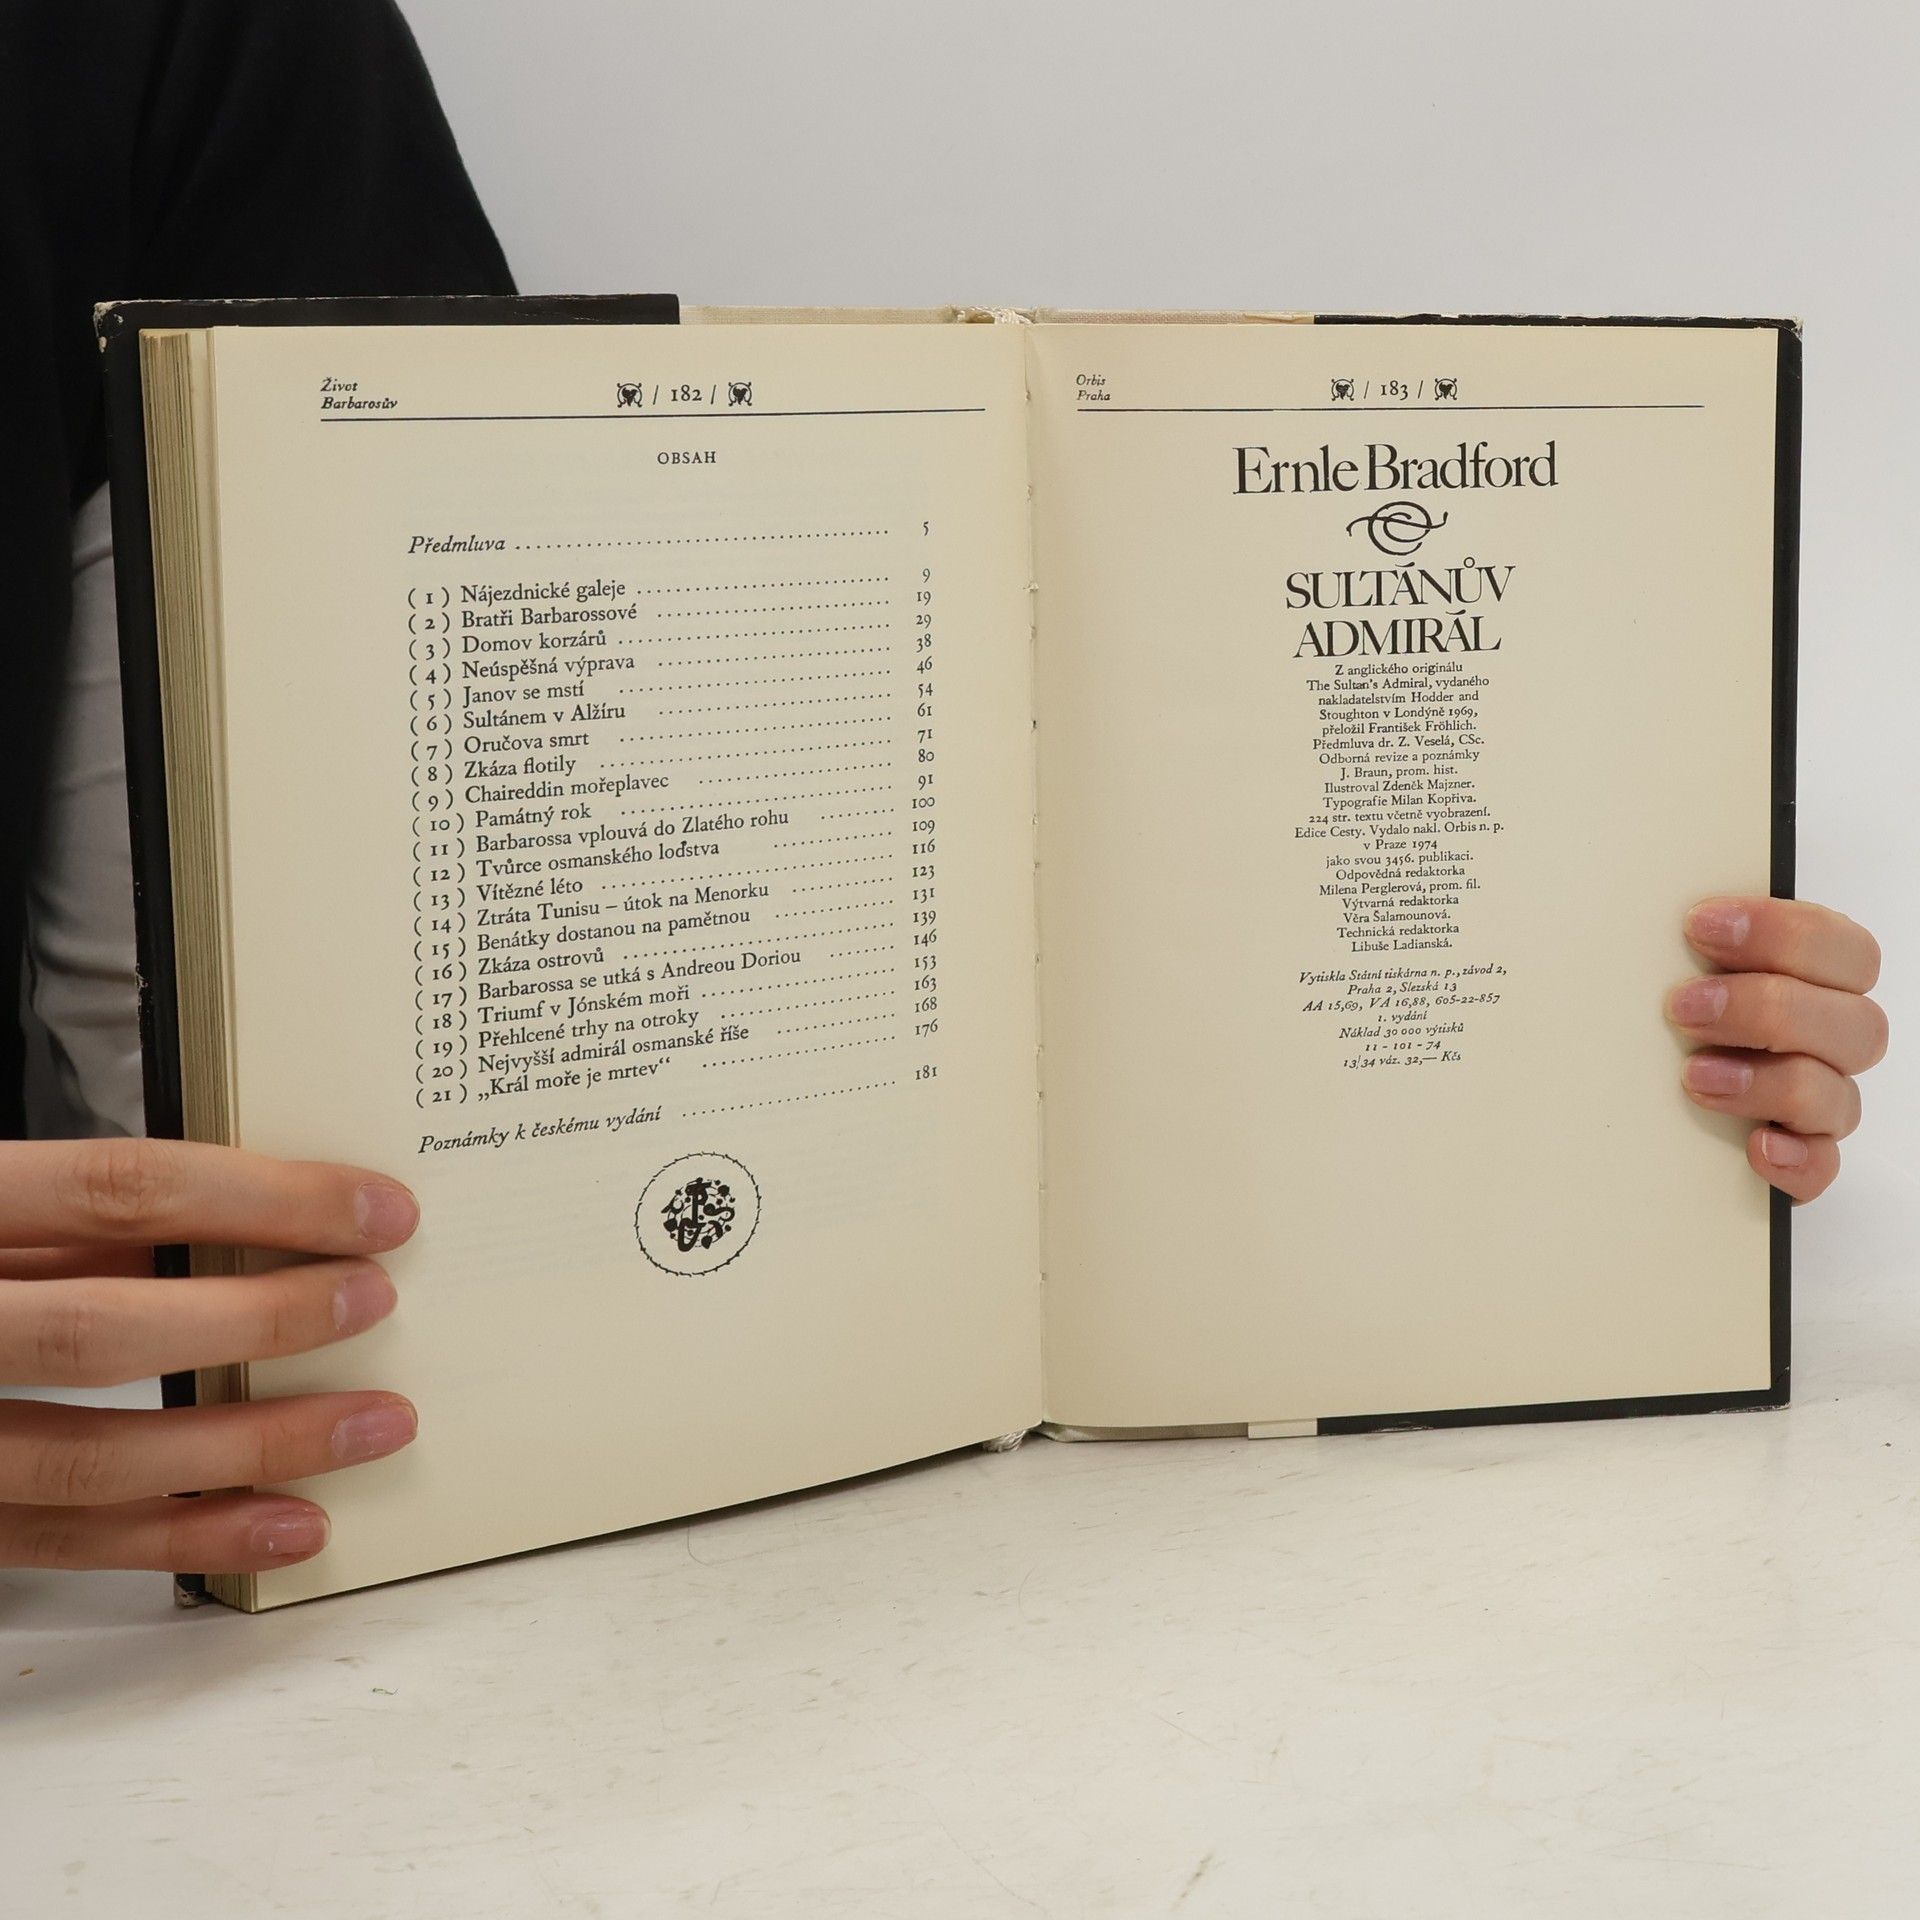 Život
Barbarosův
/ 182 /
OBSAH
Předmluva ........ 5
( 1 ) Nájezdnické galeje ........ 9
( 2 ) Bratři Barbarossové ........ 19
( 3 ) Domov korzárů ........ 29
( 4 ) Neúspěšná výprava ........ 38
( 5 ) Janov se mstí ........ 46
( 6 ) Sultánem v Alžíru ........ 54
( 7 ) Oručova smrt ........ 61
( 8 ) Zkáza flotily ........ 71
( 9 ) Chaireddin mořeplavec ........ 80
( 10 ) Památný rok ........ 91
( 11 ) Barbarossa vplouvá do Zlatého rohu ........ 100
( 12 ) Tvůrce osmanského loďstva ........ 109
( 13 ) Vítězné léto ........ 116
( 14 ) Ztráta Tunisu – útok na Menorku ........ 123
( 15 ) Benátky dostanou na pamětnou ........ 131
( 16 ) Zkáza ostrovů ........ 139
( 17 ) Barbarossa se utká s Andreou Doriou ........ 146
( 18 ) Triumf v Jónském moři ........ 153
( 19 ) Přehlcené trhy na otroky ........ 163
( 20 ) Nejvyšší admirál osmanské říše ........ 168
( 21 ) „Král moře je mrtev“ ........ 176
Poznámky k českému vydání ........ 181
Orbis
Praha
/ 183 /
Ernle Bradford
SULTÁNŮV
ADMIRÁL
Z anglického originálu
The Sultan's Admiral, vydaného
nakladatelstvím Hodder and
Stoughton v Londýně 1969,
přeložil František Fröhlich.
Předmluva dr. Z. Veselá, CSc.
Odborná revize a poznámky
J. Braun, prom. hist.
Ilustroval Zdeněk Majzner.
Typografie Milan Kopřiva.
224 str. textu včetně vyobrazení.
Edice Cesty. Vydalo nakl. Orbis n. p.
v Praze 1974
jako svou 3456. publikaci.
Odpovědná redaktorka
Milena Perglerová, prom. fil.
Výtvarná redaktorka
Věra Šalamounová.
Technická redaktorka
Libuše Ladianská.
Vytiskla Státní tiskárna n. p., závod 2,
Praha 2, Slezská 13
AA 15,69, VA 16,88, 605-22-857
1. vydání
Náklad 30 000 výtisků
11 - 101 - 74
13/34 váz. 32,— Kčs